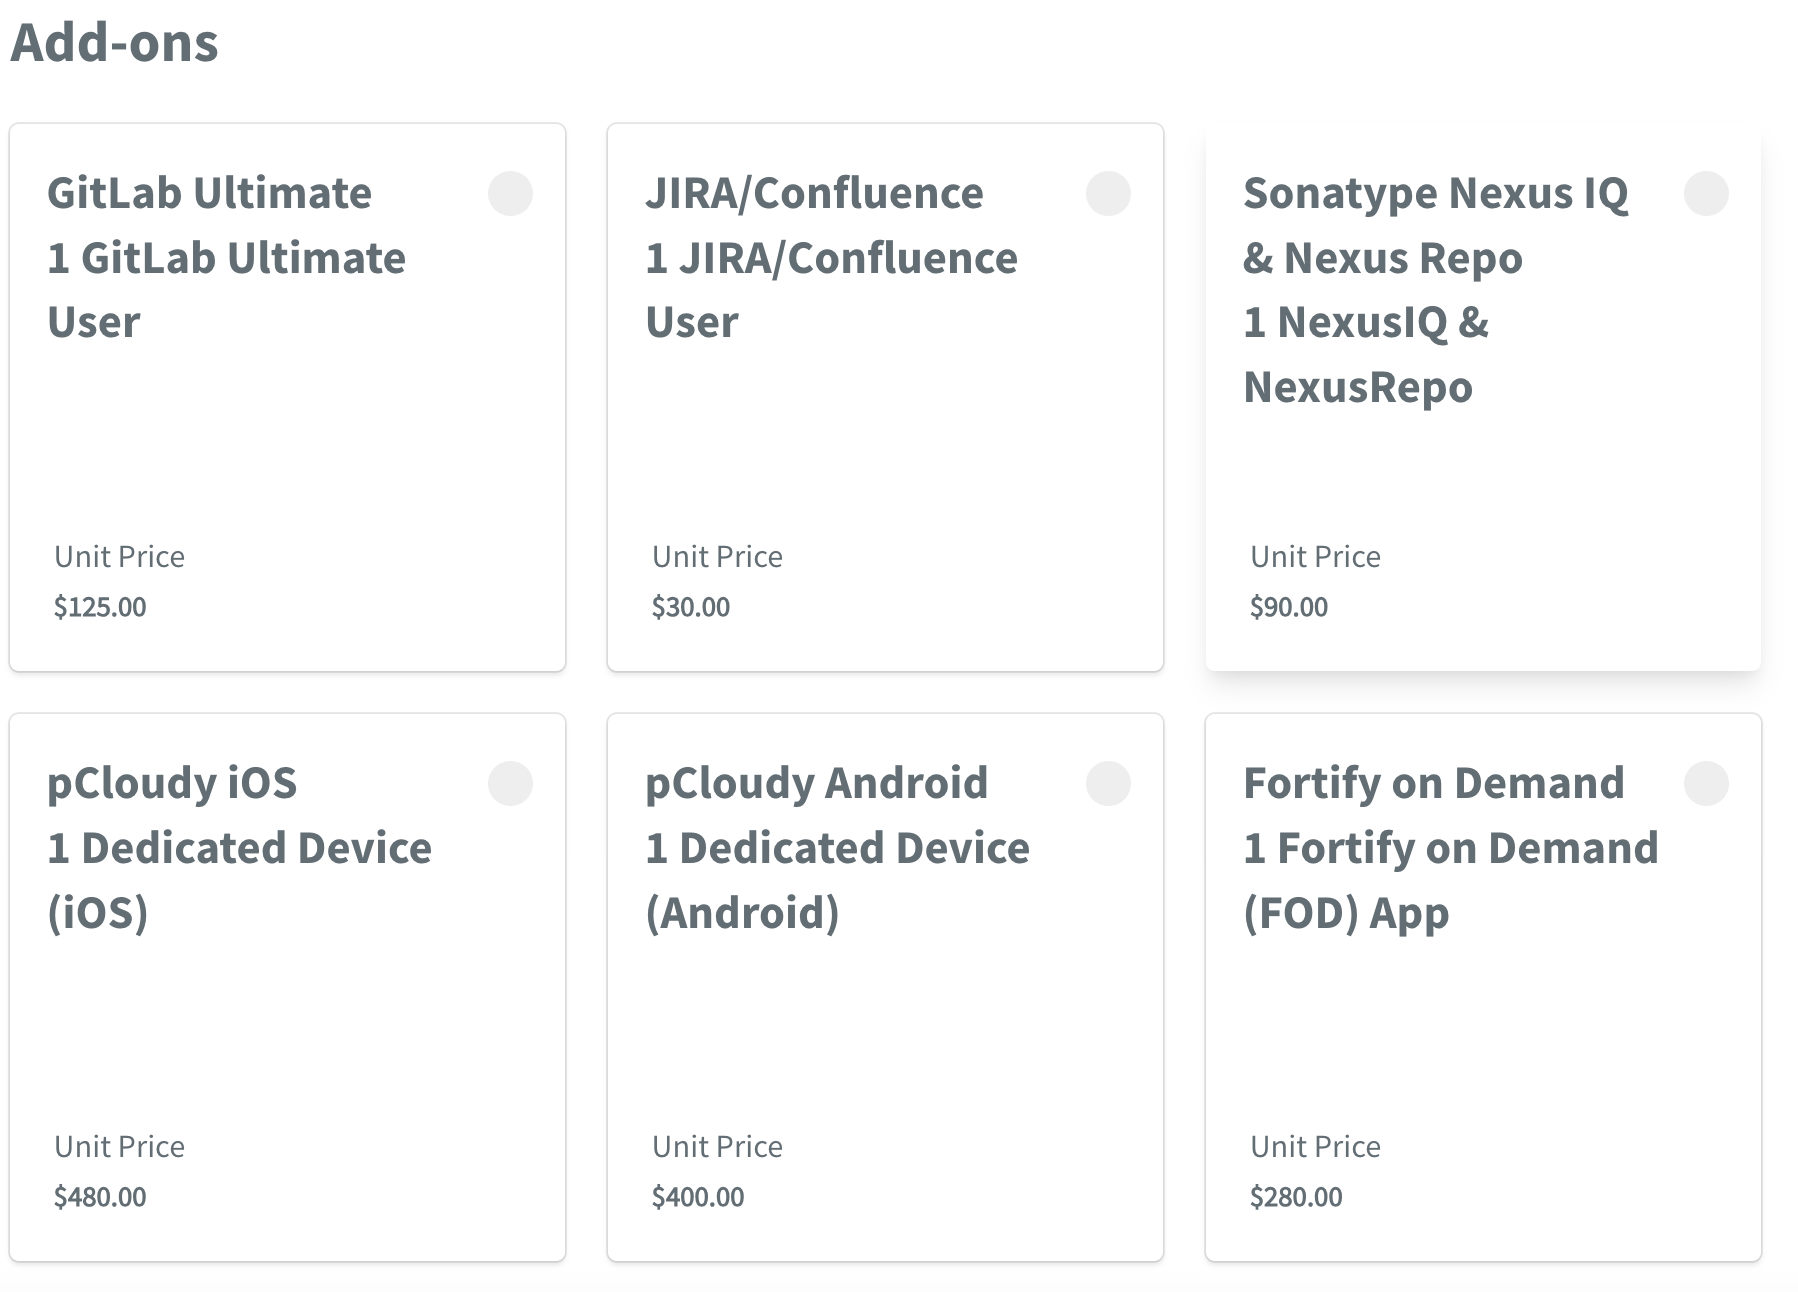 Add-ons
GitLab Ultimate
1 GitLab Ultimate
User
Unit Price
$125.00
JIRA/Confluence
1 JIRA/Confluence
User
Unit Price
$30.00
Sonatype Nexus IQ
& Nexus Repo
1 NexusIQ &
NexusRepo
Unit Price
$90.00
pCloudy iOS
1 Dedicated Device
(iOS)
Unit Price
$480.00
pCloudy Android
1 Dedicated Device
(Android)
Unit Price
$400.00
Fortify on Demand
1 Fortify on Demand
(FOD) App
Unit Price
$280.00